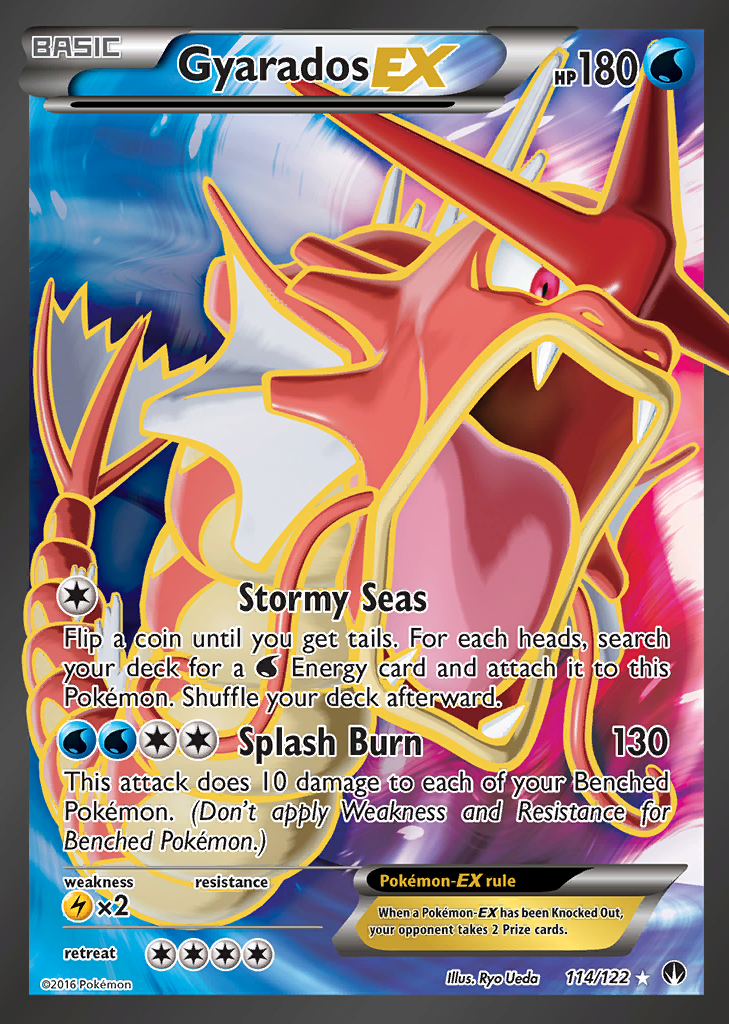 BASIC
Gyarados EX
HP 180
Stormy Seas
Flip a coin until you get tails. For each heads, search
your deck for a Energy card and attach it to this
Pokémon. Shuffle your deck afterward.
Splash Burn 130
This attack does 10 damage to each of your Benched
Pokémon. (Don't apply Weakness and Resistance for
Benched Pokémon.)
weakness resistance
×2
retreat
Pokémon-EX rule
When a Pokémon-EX has been Knocked Out,
your opponent takes 2 Prize cards.
©2016 Pokémon
Illus. Ryo Ueda 114/122